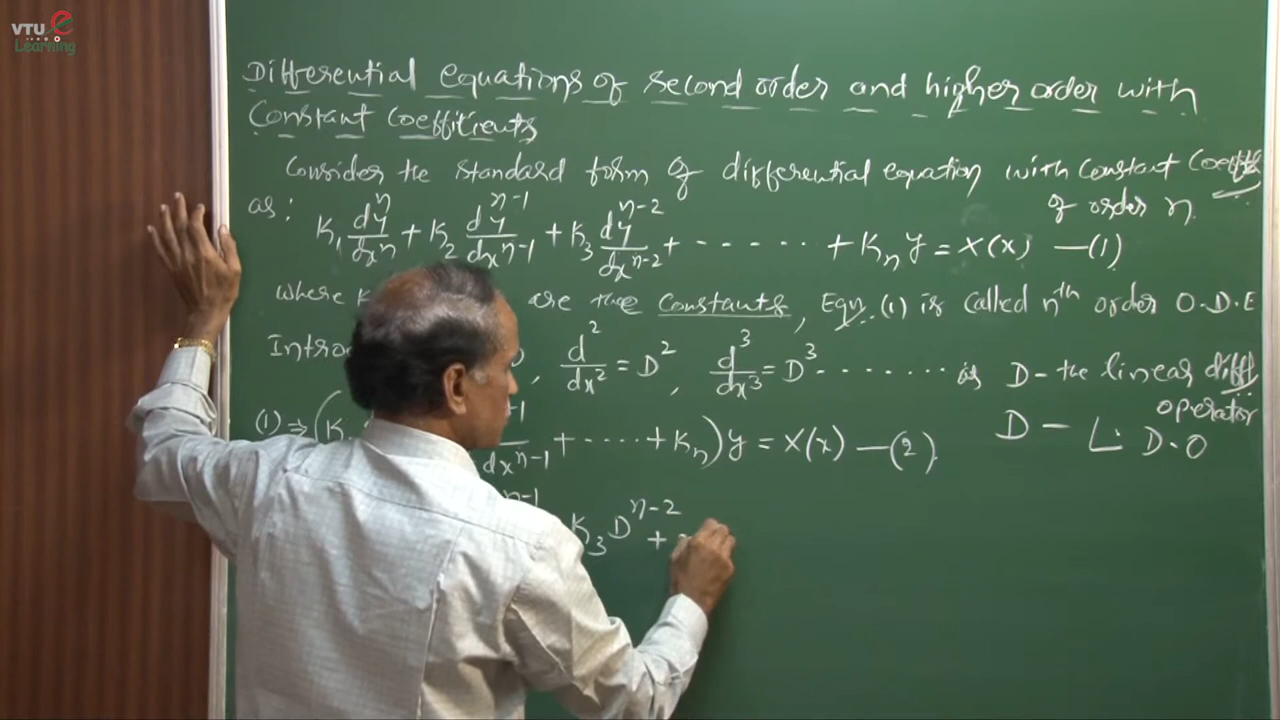 VTU e
Learning
Differential equations of second order and higher order with
Constant Coefficients
Consider the standard form of differential equation with constant Coeffts
of order n
as:
K₁ dⁿy/dxⁿ + K₂ dⁿ⁻¹y/dxⁿ⁻¹ + K₃ dⁿ⁻²y/dxⁿ⁻² + - - - - - - + Kₙ y = X(x) —(1)
where K are the Constants, Eqn. (1) is called nᵗʰ order O.D.E
Intro , d²/dx² = D², d³/dx³ = D³ - - - - - - - - D - the linear diffl
operator
(1) ⇒ (K dxⁿ⁻¹ + - - - - + Kₙ) y = X(x) —(2) D - L. D.O
n-1 K₃ Dⁿ⁻² +